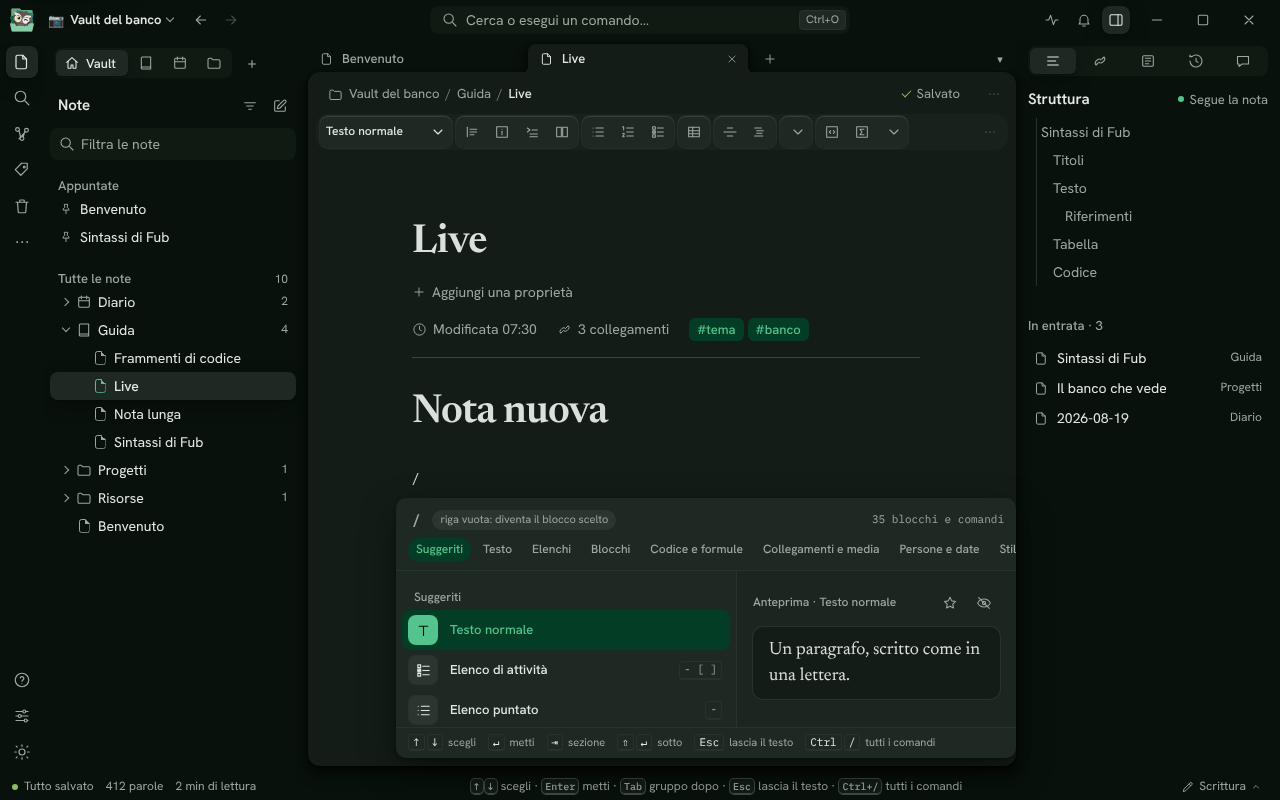 Vault del banco
Cerca o esegui un comando…
Ctrl+O
Vault
Benvenuto
Live
Note
Filtra le note
Appuntate
Benvenuto
Sintassi di Fub
Tutte le note 10
Diario 2
Guida 4
Frammenti di codice
Live
Nota lunga
Sintassi di Fub
Progetti 1
Risorse 1
Benvenuto
Vault del banco / Guida / Live
Salvato
Testo normale
Live
Aggiungi una proprietà
Modificata 07:30 3 collegamenti #tema #banco
Nota nuova
/
/ riga vuota: diventa il blocco scelto 35 blocchi e comandi
Suggeriti Testo Elenchi Blocchi Codice e formule Collegamenti e media Persone e date Stil
Suggeriti
T Testo normale
Elenco di attività - [ ]
Elenco puntato -
Anteprima · Testo normale
Un paragrafo, scritto come in
una lettera.
↑ ↓ scegli ↵ metti ⇥ sezione ⇧ ↵ sotto Esc lascia il testo Ctrl / tutti i comandi
Struttura Segue la nota
Sintassi di Fub
Titoli
Testo
Riferimenti
Tabella
Codice
In entrata · 3
Sintassi di Fub Guida
Il banco che vede Progetti
2026-08-19 Diario
Tutto salvato 412 parole 2 min di lettura
↑ ↓ scegli · Enter metti · Tab gruppo dopo · Esc lascia il testo · Ctrl+/ tutti i comandi
Scrittura